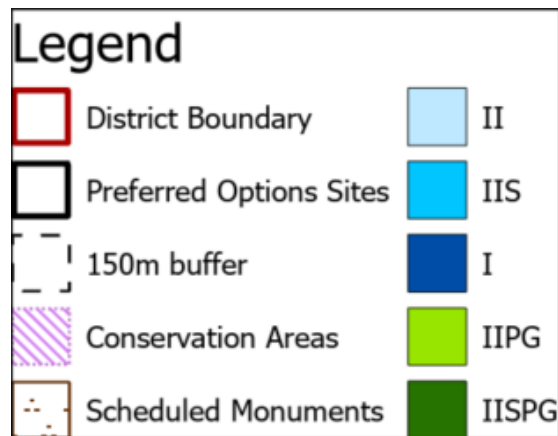 Legend
District Boundary
Preferred Options Sites
150m buffer
Conservation Areas
Scheduled Monuments
II
IIS
I
IIPG
IISPG